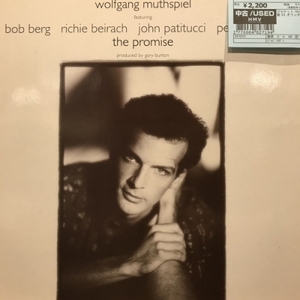 wolfgang muthspiel
featuring
bob berg richie beirach john patitucci pe
the promise
produced by gary burton
¥2,200
中古/USED
HMV